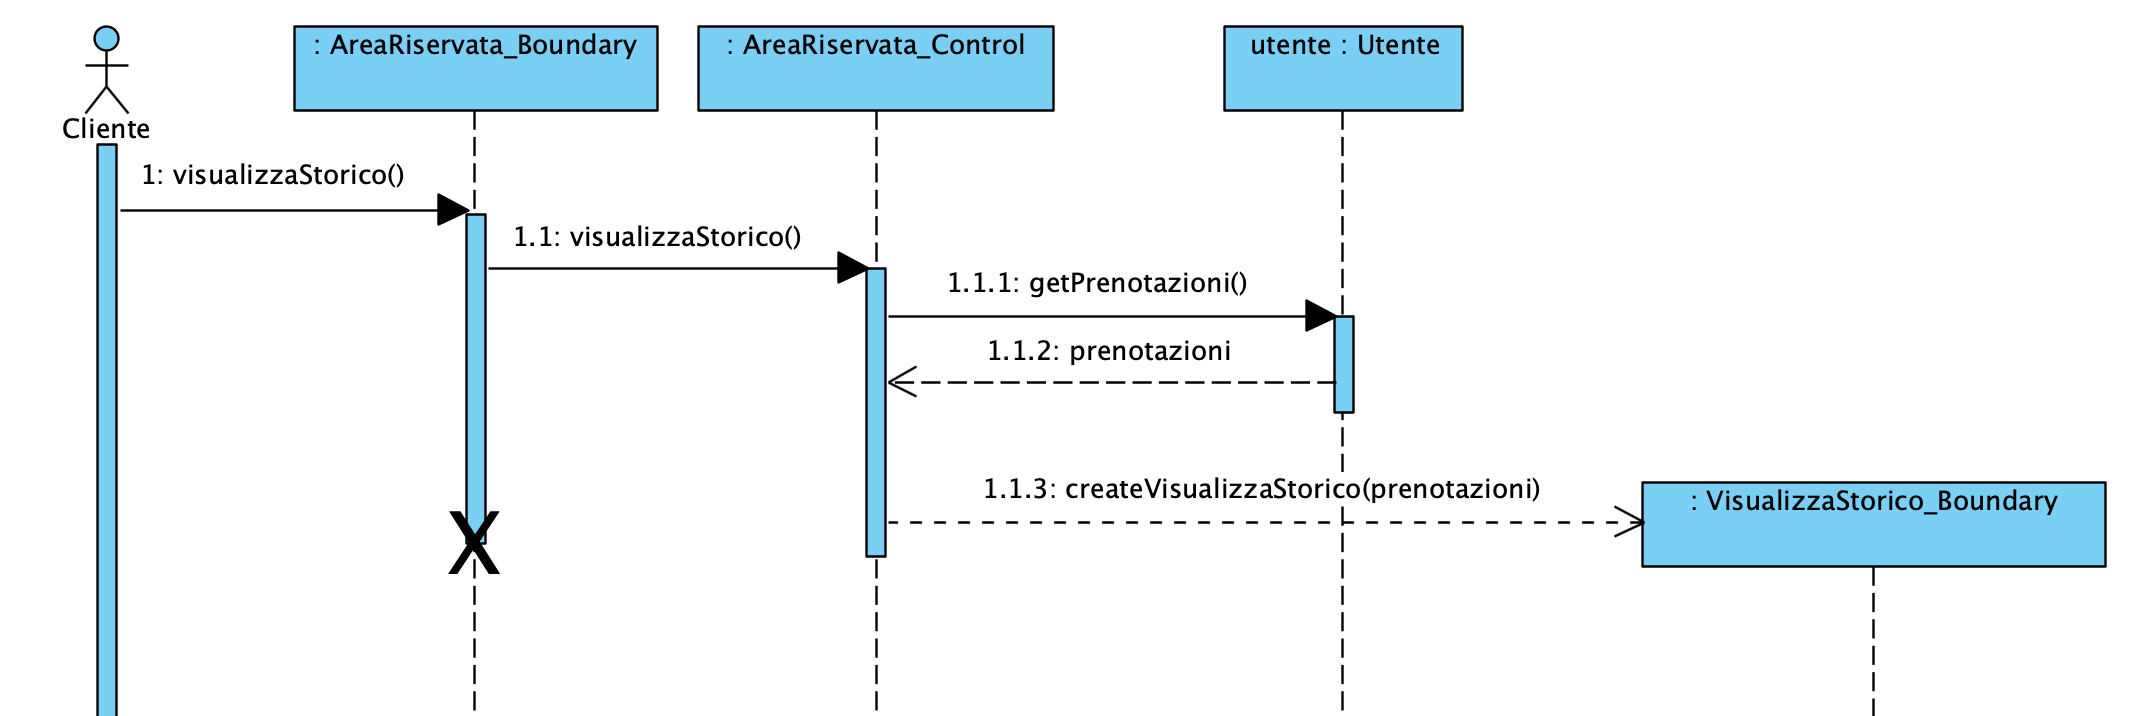 : AreaRiservata_Boundary
: AreaRiservata_Control
utente : Utente
Cliente
1: visualizzaStorico()
1.1: visualizzaStorico()
1.1.1: getPrenotazioni()
1.1.2: prenotazioni
1.1.3: createVisualizzaStorico(prenotazioni)
: VisualizzaStorico_Boundary